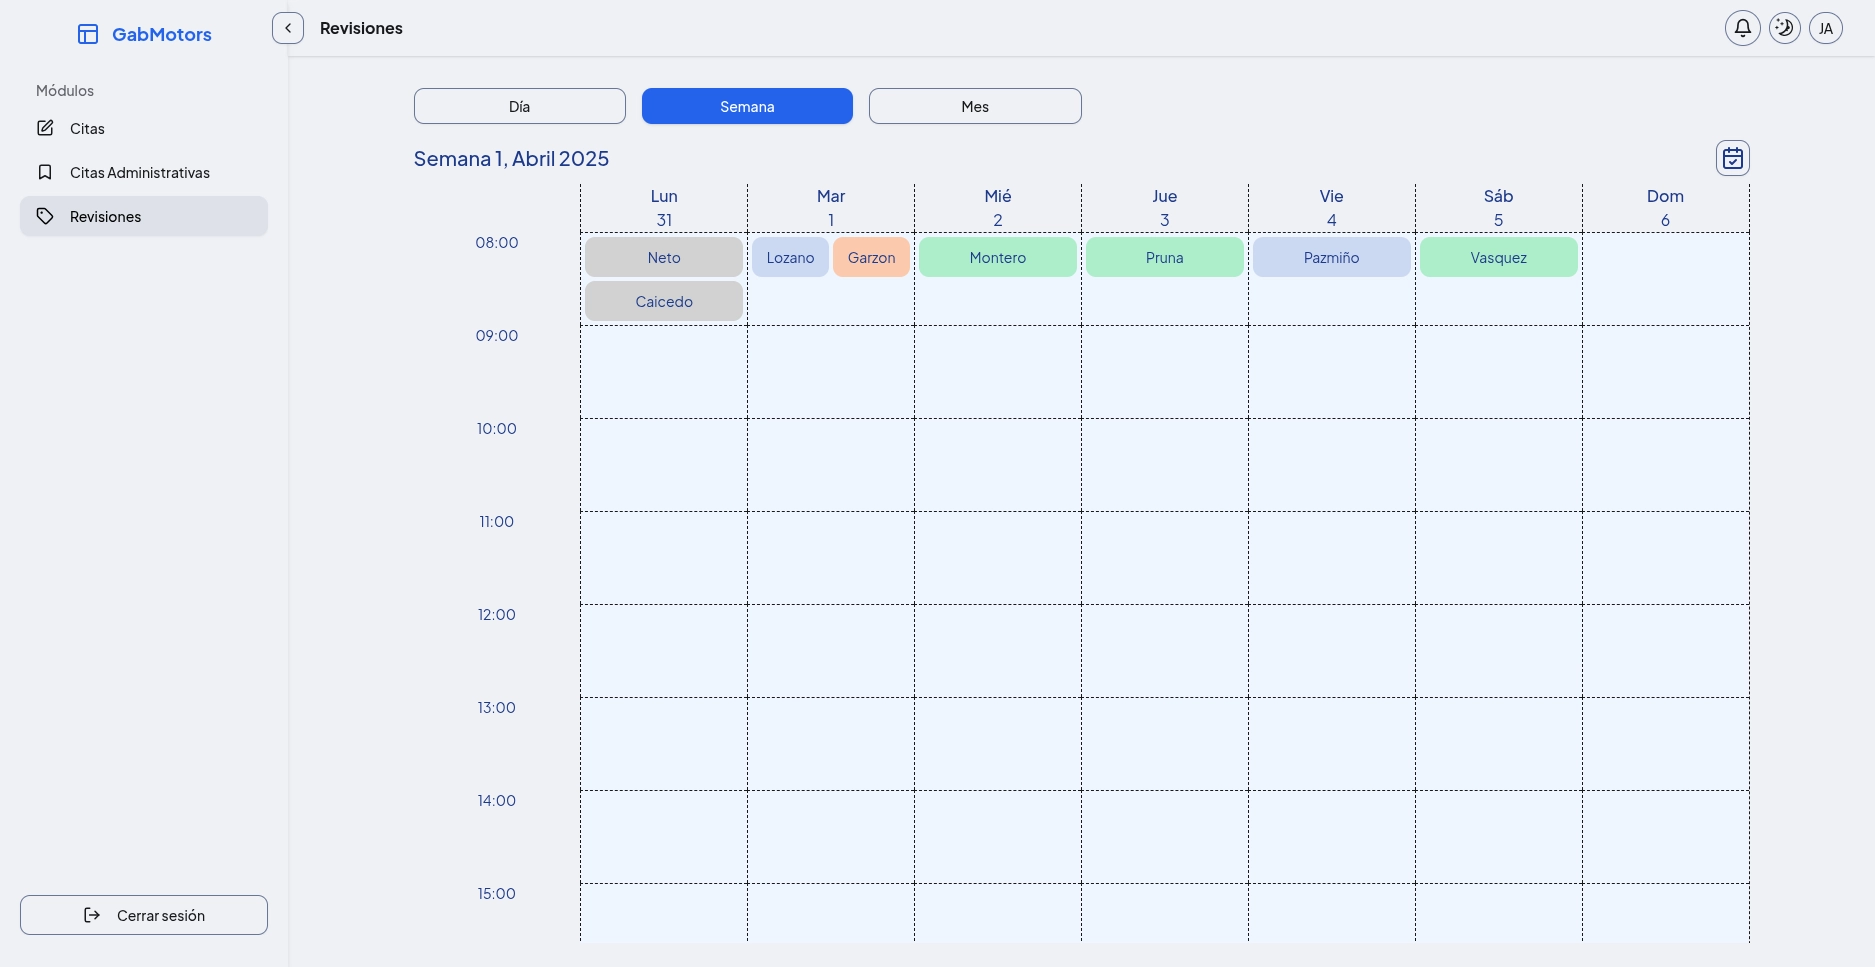 GabMotors
Revisiones
JA
Módulos
Citas
Citas Administrativas
Revisiones
Cerrar sesión
Día
Semana
Mes
Semana 1, Abril 2025
Lun Mar Mié Jue Vie Sáb Dom
31 1 2 3 4 5 6
08:00
Neto Lozano Garzon Montero Pruna Pazmiño Vasquez
Caicedo
09:00
10:00
11:00
12:00
13:00
14:00
15:00